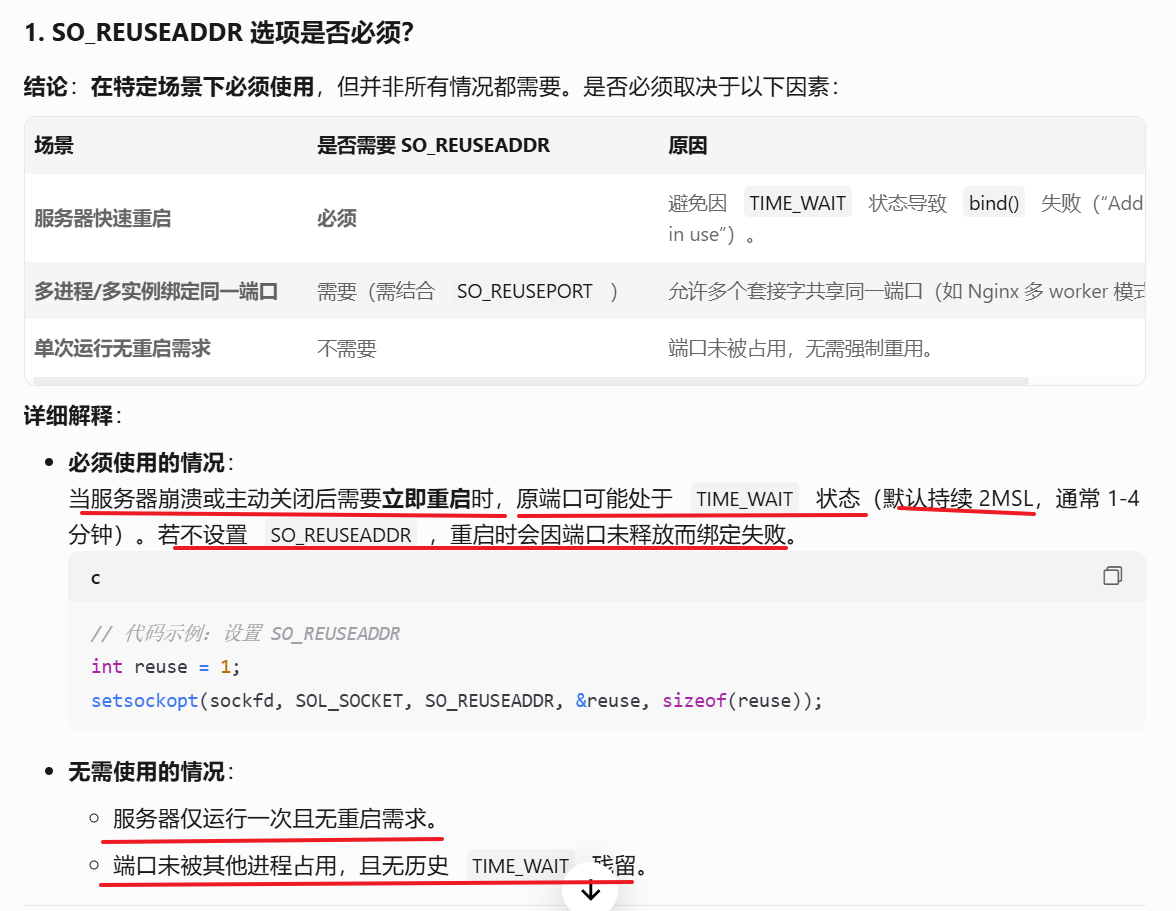 1. SO_REUSEADDR 选项是否必须？
结论：在特定场景下必须使用，但并非所有情况都需要。是否必须取决于以下因素：
场景 是否需要 SO_REUSEADDR 原因
服务器快速重启 必须 避免因 TIME_WAIT 状态导致 bind() 失败（“Add
in use”）。
多进程/多实例绑定同一端口 需要（需结合 SO_REUSEPORT ） 允许多个套接字共享同一端口（如 Nginx 多 worker 模式
单次运行无重启需求 不需要 端口未被占用，无需强制重用。
详细解释：
必须使用的情况：
当服务器崩溃或主动关闭后需要立即重启时，原端口可能处于 TIME_WAIT 状态（默认持续 2MSL，通常 1-4
分钟）。若不设置 SO_REUSEADDR ，重启时会因端口未释放而绑定失败。
c
// 代码示例：设置 SO_REUSEADDR
int reuse = 1;
setsockopt(sockfd, SOL_SOCKET, SO_REUSEADDR, &reuse, sizeof(reuse));
无需使用的情况：
服务器仅运行一次且无重启需求。
端口未被其他进程占用，且无历史 TIME_WAIT 残留。